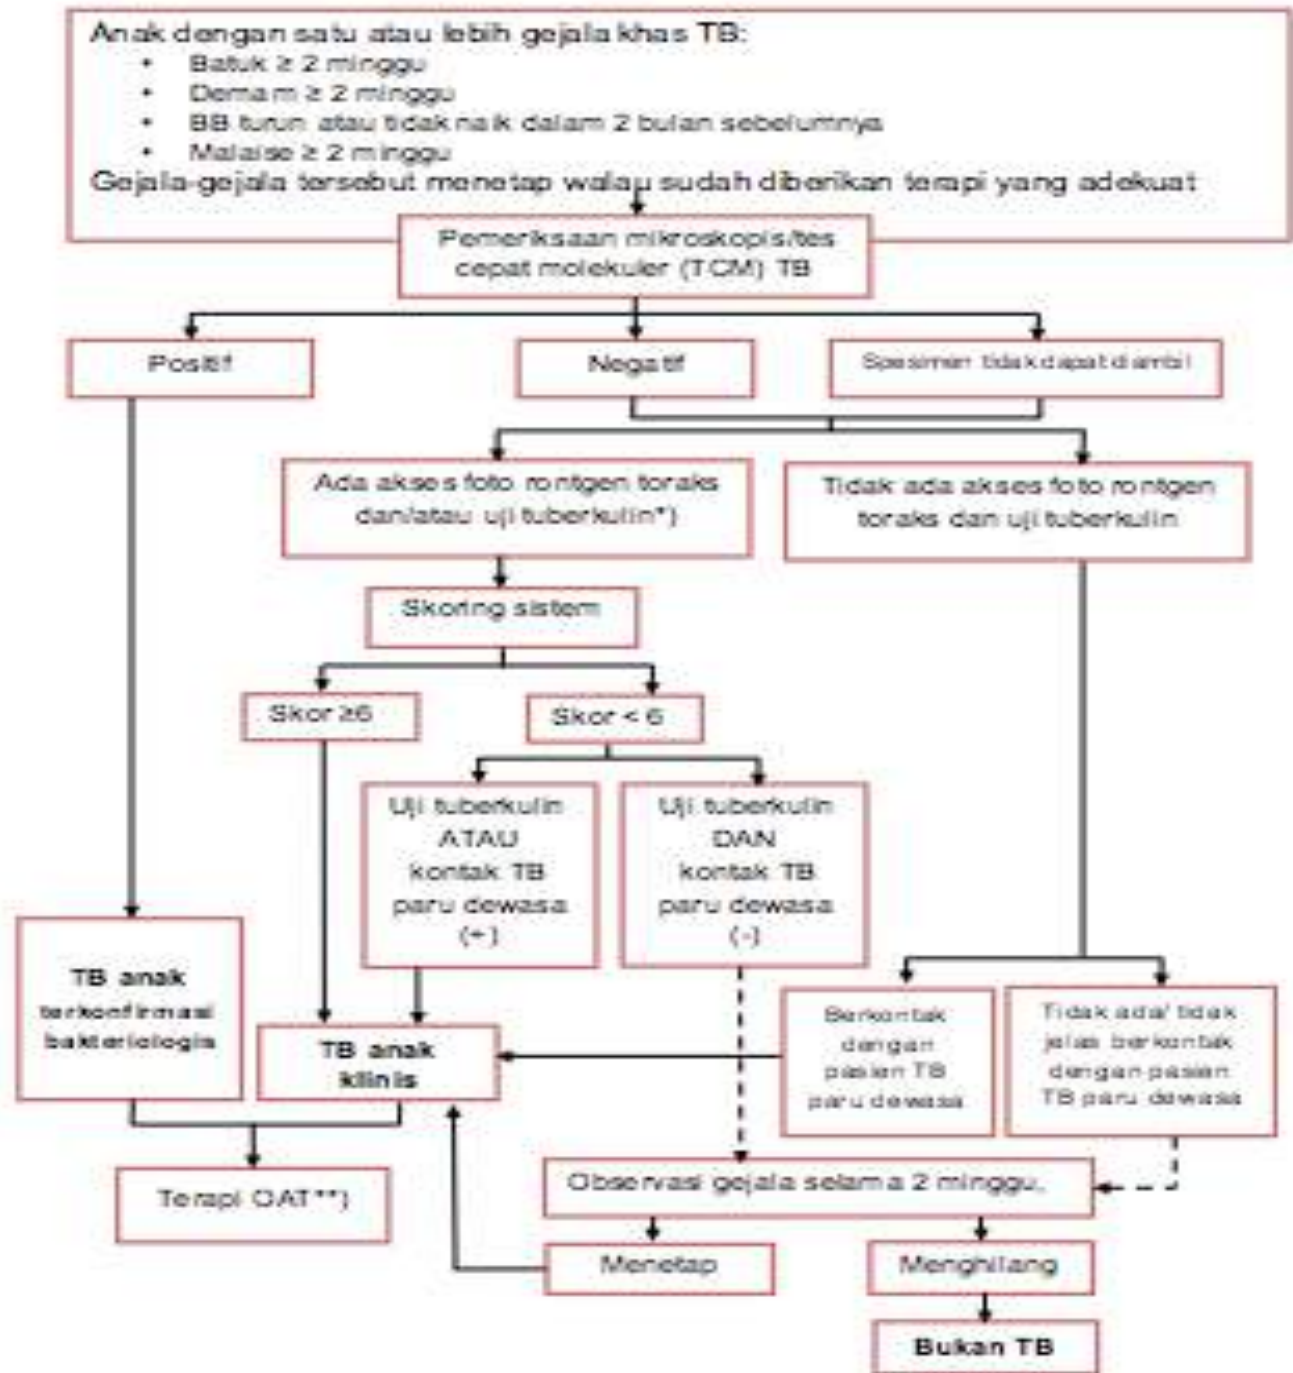 Anak dengan satu atau lebih gejala khas TB:
• Batuk ≥ 2 minggu
• Demam ≥ 2 minggu
• BB turun atau tidak naik dalam 2 bulan sebelumnya
• Malaise ≥ 2 minggu
Gejala-gejala tersebut menetap walau sudah diberikan terapi yang adekuat
Pemeriksaan mikroskopis/tes
cepat molekuler (TCM) TB
Positif
Negatif
Spesimen tidak dapat diambil
Ada akses foto rontgen toraks
dan/atau uji tuberkulin*)
Tidak ada akses foto rontgen
toraks dan uji tuberkulin
Skoring sistem
Skor ≥6
Skor < 6
Uji tuberkulin
ATAU
kontak TB
paru dewasa
(+)
Uji tuberkulin
DAN
kontak TB
paru dewasa
(-)
TB anak
terkonfirmasi
bakteriologis
TB anak
klinis
Berkontak
dengan
pasien TB
paru dewasa
Tidak ada/ tidak
jelas berkontak
dengan pasien
TB paru dewasa
Terapi OAT**)
Observasi gejala selama 2 minggu.
Menetap
Menghilang
Bukan TB